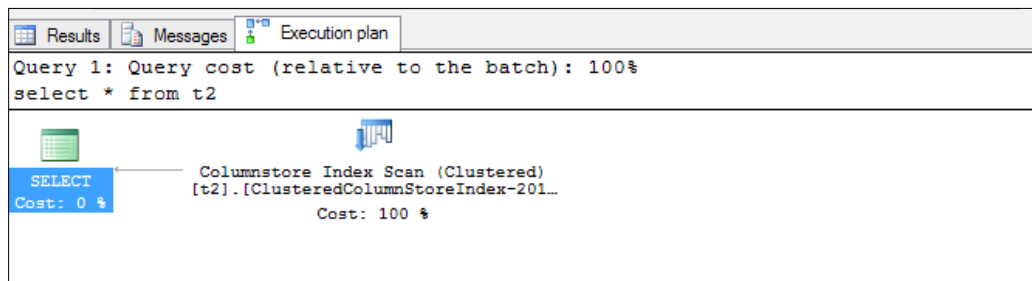 Results Messages Execution plan
Query 1: Query cost (relative to the batch): 100%
select * from t2
SELECT
Cost: 0 %
Columnstore Index Scan (Clustered)
[t2].[ClusteredColumnStoreIndex-201…
Cost: 100 %